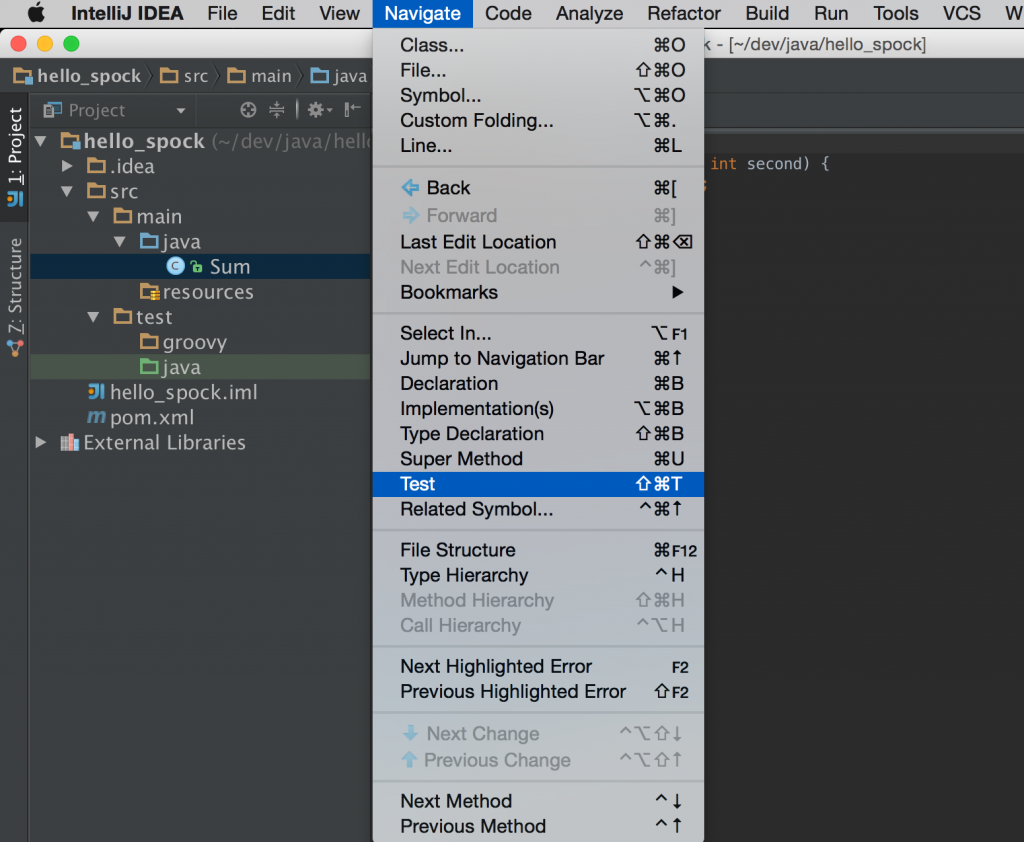 IntelliJ IDEA File Edit View Navigate Code Analyze Refactor Build Run Tools VCS W
k - [~/dev/java/hello_spock]
hello_spock src main java
Project
1: Project
Z: Structure
hello_spock (~/dev/java/hell
.idea
src
main
java
C Sum
resources
test
groovy
java
hello_spock.iml
m pom.xml
External Libraries
Class... ⌘O
File... ⇧⌘O
Symbol... ⌥⌘O
Custom Folding... ⌥⌘.
Line... ⌘L
Back ⌘[
Forward ⌘]
Last Edit Location ⇧⌘⌫
Next Edit Location ^⌘]
Bookmarks ▶
Select In... ⌥F1
Jump to Navigation Bar ⌘↑
Declaration ⌘B
Implementation(s) ⌥⌘B
Type Declaration ⇧⌘B
Super Method ⌘U
Test ⇧⌘T
Related Symbol... ^⌘↑
File Structure ⌘F12
Type Hierarchy ^H
Method Hierarchy ⇧⌘H
Call Hierarchy ^⌥H
Next Highlighted Error F2
Previous Highlighted Error ⇧F2
Next Change ^⌥⇧↓
Previous Change ^⌥⇧↑
Next Method ^↓
Previous Method ^↑
int second) {
;